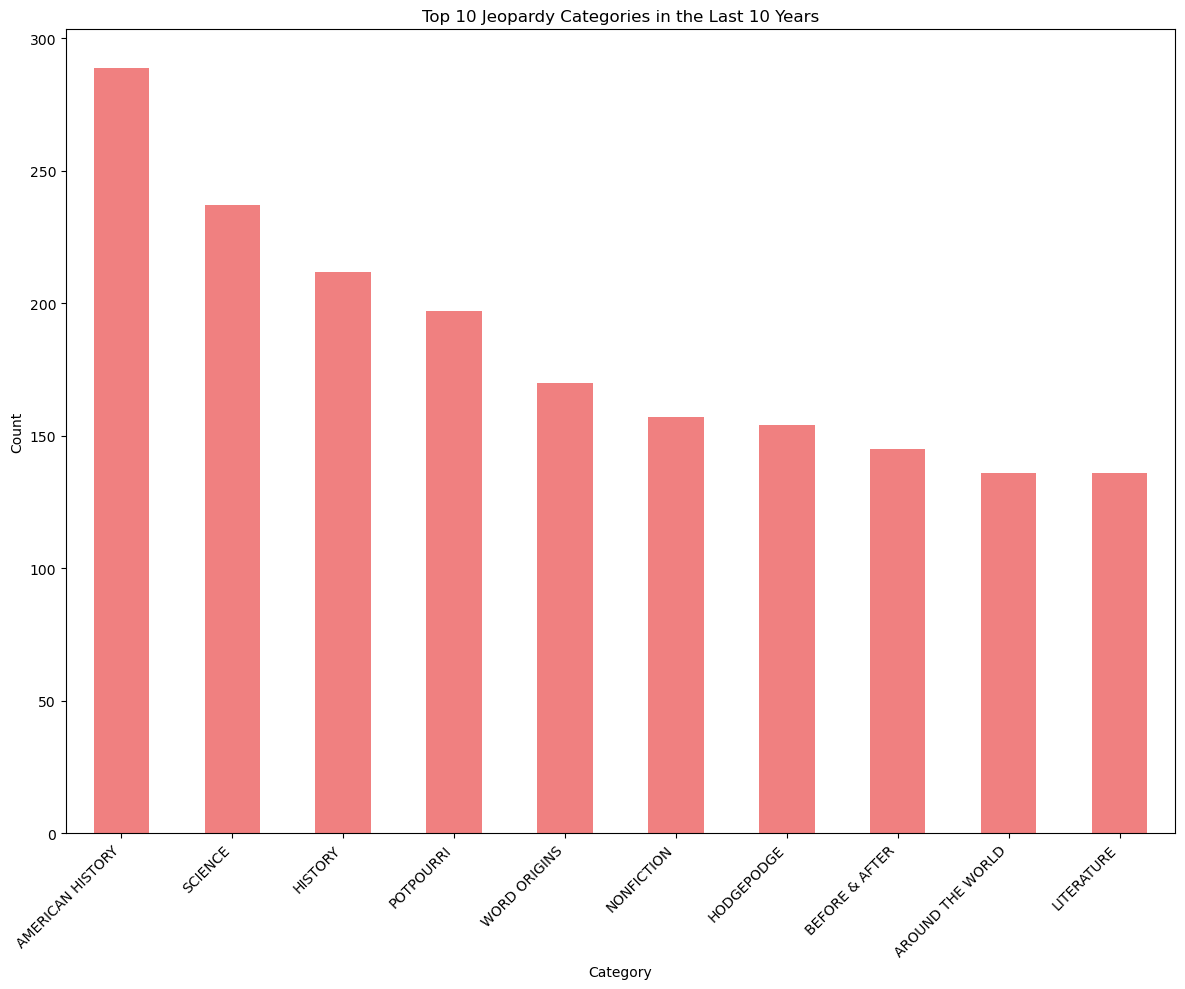 Top 10 Jeopardy Categories in the Last 10 Years
300
250
200
150
100
50
0
Count
AMERICAN HISTORY
SCIENCE
HISTORY
POTPOURRI
WORD ORIGINS
NONFICTION
HODGEPODGE
BEFORE & AFTER
AROUND THE WORLD
LITERATURE
Category